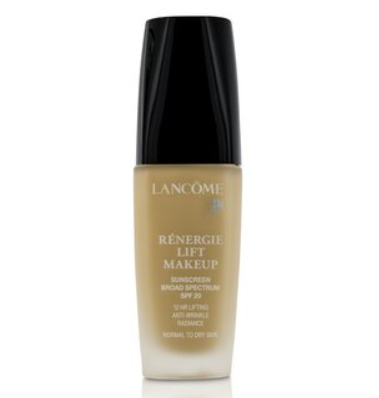 LANCÔME
RÉNERGIE
LIFT
MAKEUP
SUNSCREEN
BROAD SPECTRUM
SPF 20
12 HR LIFTING
ANTI-WRINKLE
RADIANCE
NORMAL TO DRY SKIN